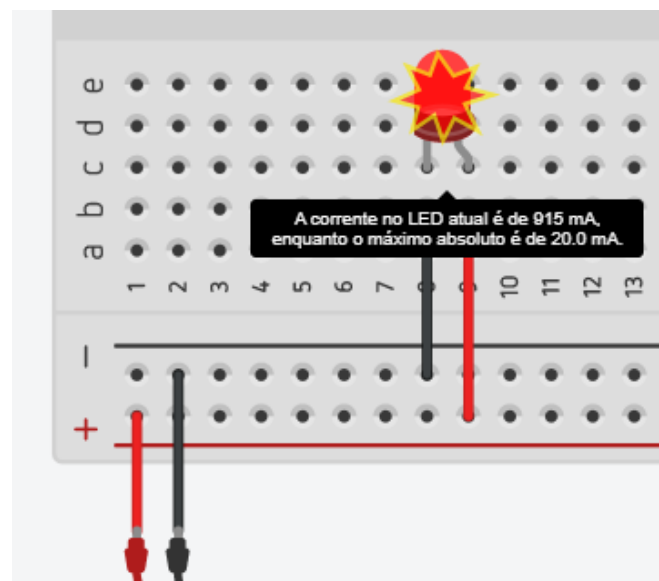 e
d
c
b
a
A corrente no LED atual é de 915 mA,
enquanto o máximo absoluto é de 20.0 mA.
1 2 3 4 5 6 7 8 9 10 11 12 13
−
+